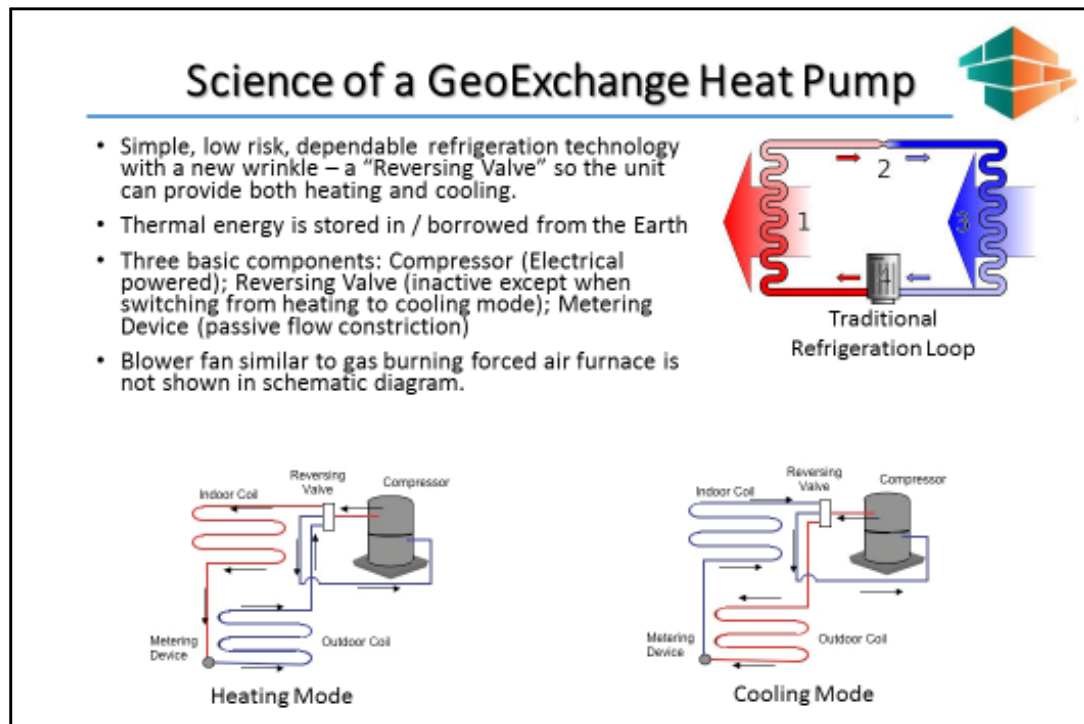 Science of a GeoExchange Heat Pump
• Simple, low risk, dependable refrigeration technology
with a new wrinkle – a “Reversing Valve” so the unit
can provide both heating and cooling.
• Thermal energy is stored in / borrowed from the Earth
• Three basic components: Compressor (Electrical
powered); Reversing Valve (inactive except when
switching from heating to cooling mode); Metering
Device (passive flow constriction)
• Blower fan similar to gas burning forced air furnace is
not shown in schematic diagram.
1
2
3
4
Traditional
Refrigeration Loop
Indoor Coil
Reversing
Valve
Compressor
Metering
Device
Outdoor Coil
Heating Mode
Indoor Coil
Reversing
Valve
Compressor
Metering
Device
Outdoor Coil
Cooling Mode